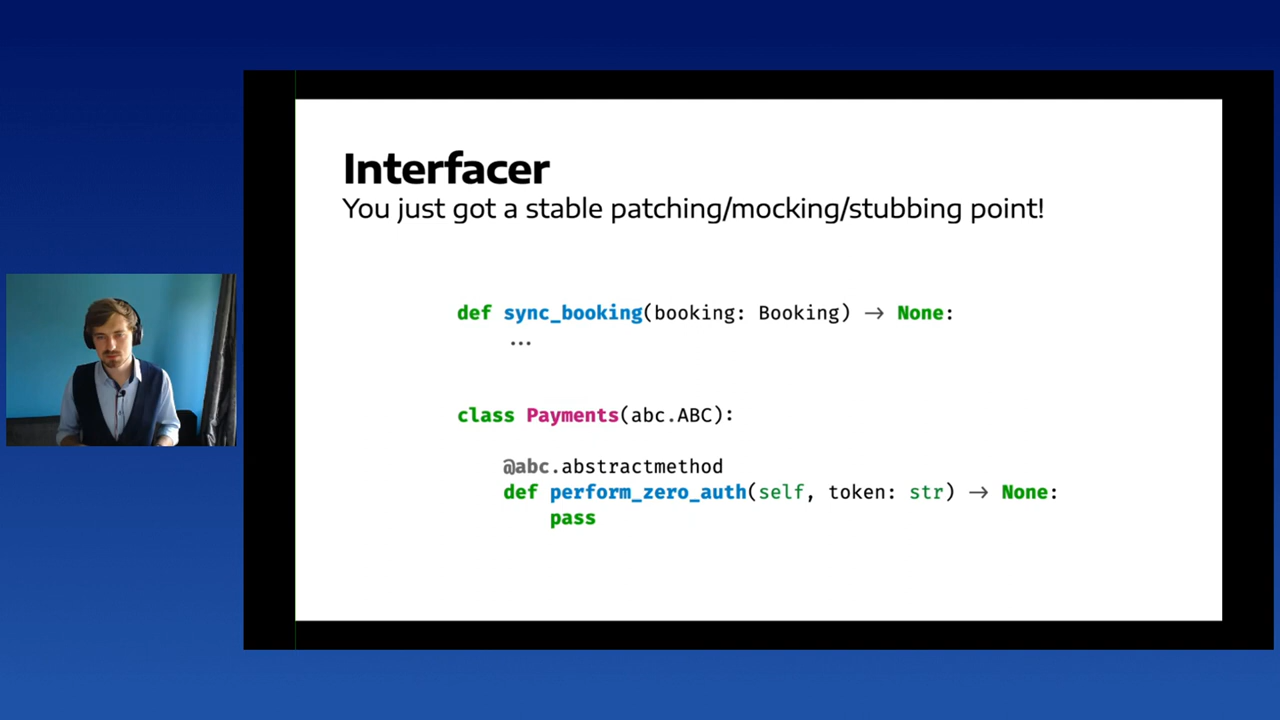 Interfacer
You just got a stable patching/mocking/stubbing point!
def sync_booking(booking: Booking) → None:
...
class Payments(abc.ABC):
@abc.abstractmethod
def perform_zero_auth(self, token: str) → None:
pass